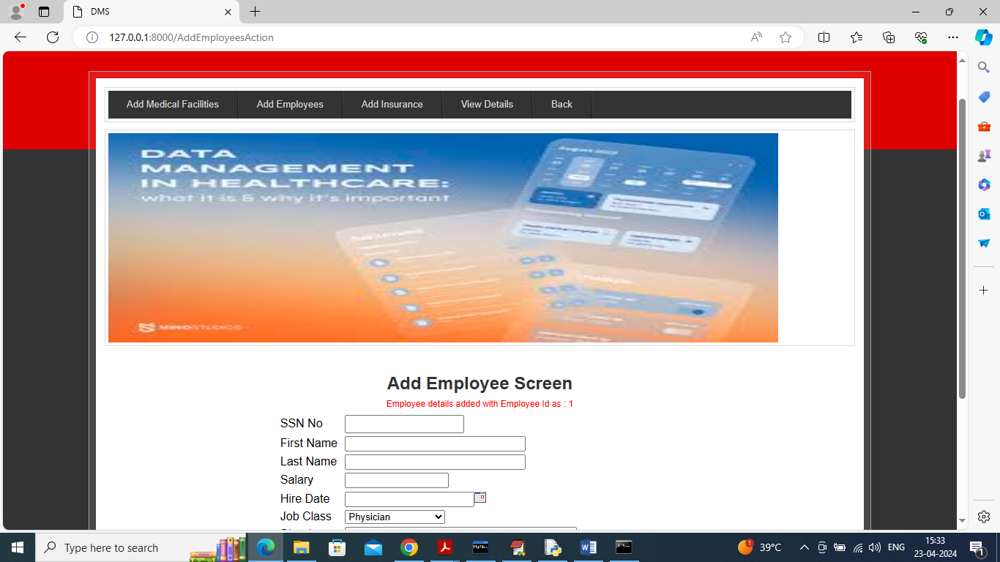 DMS
127.0.0.1:8000/AddEmployeesAction
Add Medical Facilities
Add Employees
Add Insurance
View Details
Back
DATA
MANAGEMENT
IN HEALTHCARE:
what it is & why it's important
August 2022
MINDSTUDIOS
Add Employee Screen
Employee details added with Employee Id as : 1
SSN No
First Name
Last Name
Salary
Hire Date
Job Class
Physician
Type here to search
39°C
ENG
15:33
23-04-2024
1